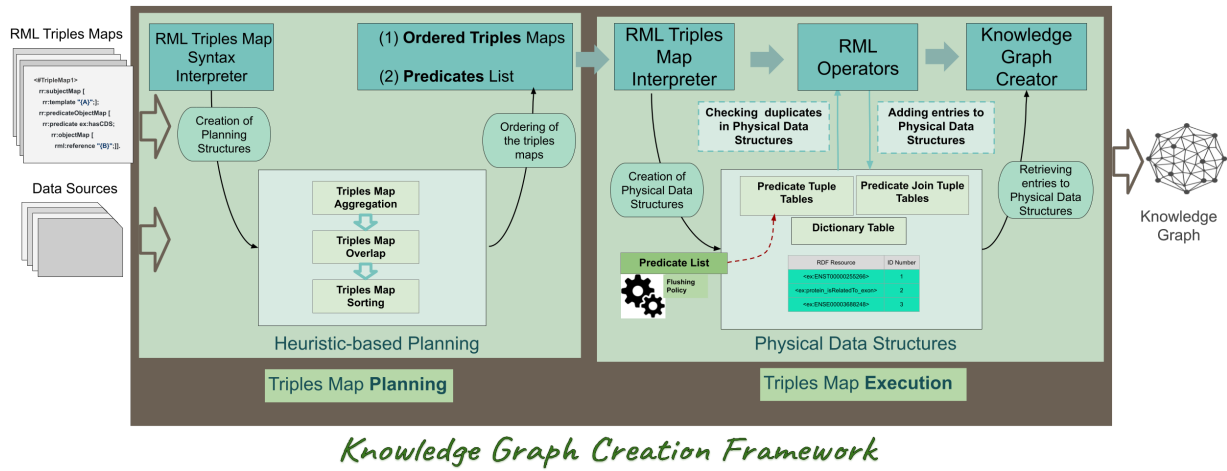 RML Triples Maps
<#TripleMap1>
rr:subjectMap [
rr:template "{A}";];
rr:predicateObjectMap [
rr:predicate ex:hasCDS;
rr:objectMap [
rml:reference "{B}";]].
Data Sources
RML Triples Map
Syntax
Interpreter
(1) Ordered Triples Maps
(2) Predicates List
Creation of
Planning
Structures
Ordering
of the
triples
maps
Triples Map
Aggregation
Triples Map
Overlap
Triples Map
Sorting
Heuristic-based Planning
Triples Map Planning
RML Triples
Map
Interpreter
RML
Operators
Knowledge
Graph
Creator
Checking duplicates
in Physical Data
Structures
Adding entries to
Physical Data
Structures
Creation of
Physical Data
Structures
Retrieving
entries to
Physical Data
Structures
Predicate Tuple
Tables
Predicate Join Tuple
Tables
Dictionary Table
Predicate List
Flushing
Policy
RDF Resource ID Number
<ex:ENST00000255266> 1
<ex:protein_isRelatedTo_exon> 2
<ex:ENSE00003688248> 3
Physical Data Structures
Triples Map Execution
Knowledge
Graph
Knowledge Graph Creation Framework